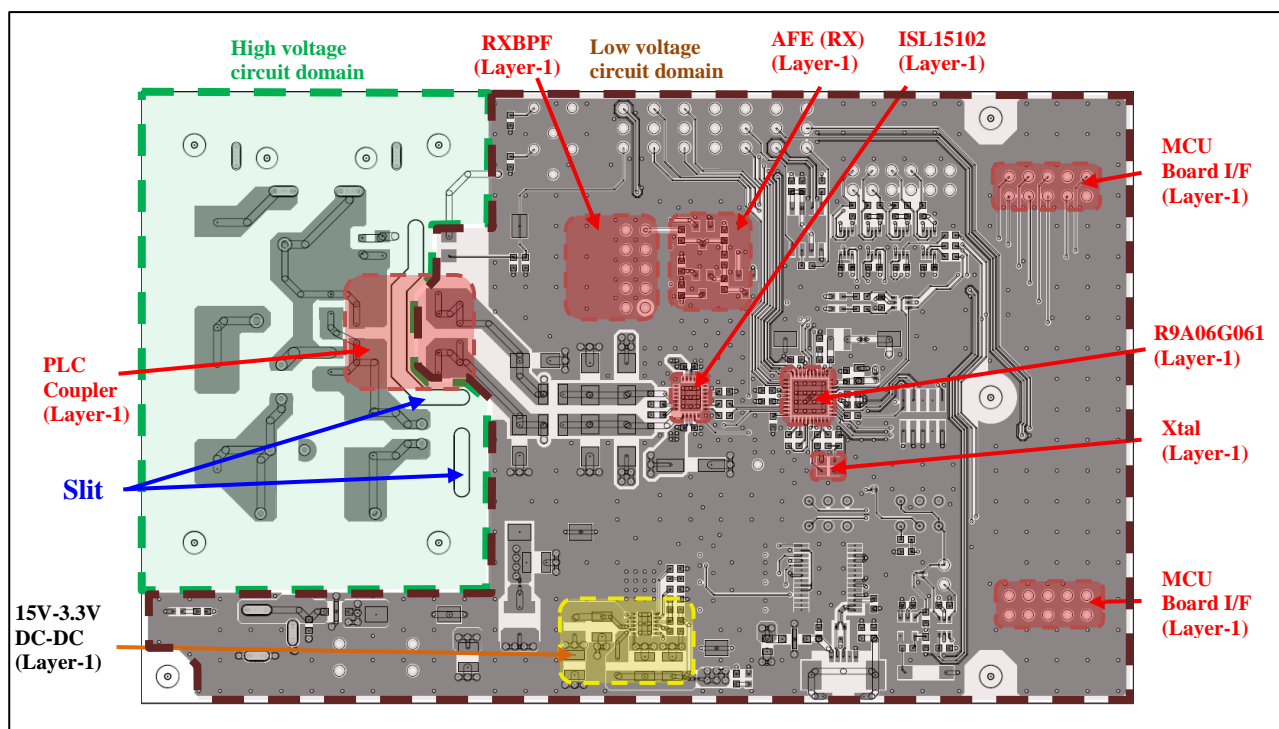 High voltage
circuit domain
RXBPF
(Layer-1)
Low voltage
circuit domain
AFE (RX)
(Layer-1)
ISL15102
(Layer-1)
MCU
Board I/F
(Layer-1)
R9A06G061
(Layer-1)
PLC
Coupler
(Layer-1)
Xtal
(Layer-1)
Slit
MCU
Board I/F
(Layer-1)
15V-3.3V
DC-DC
(Layer-1)